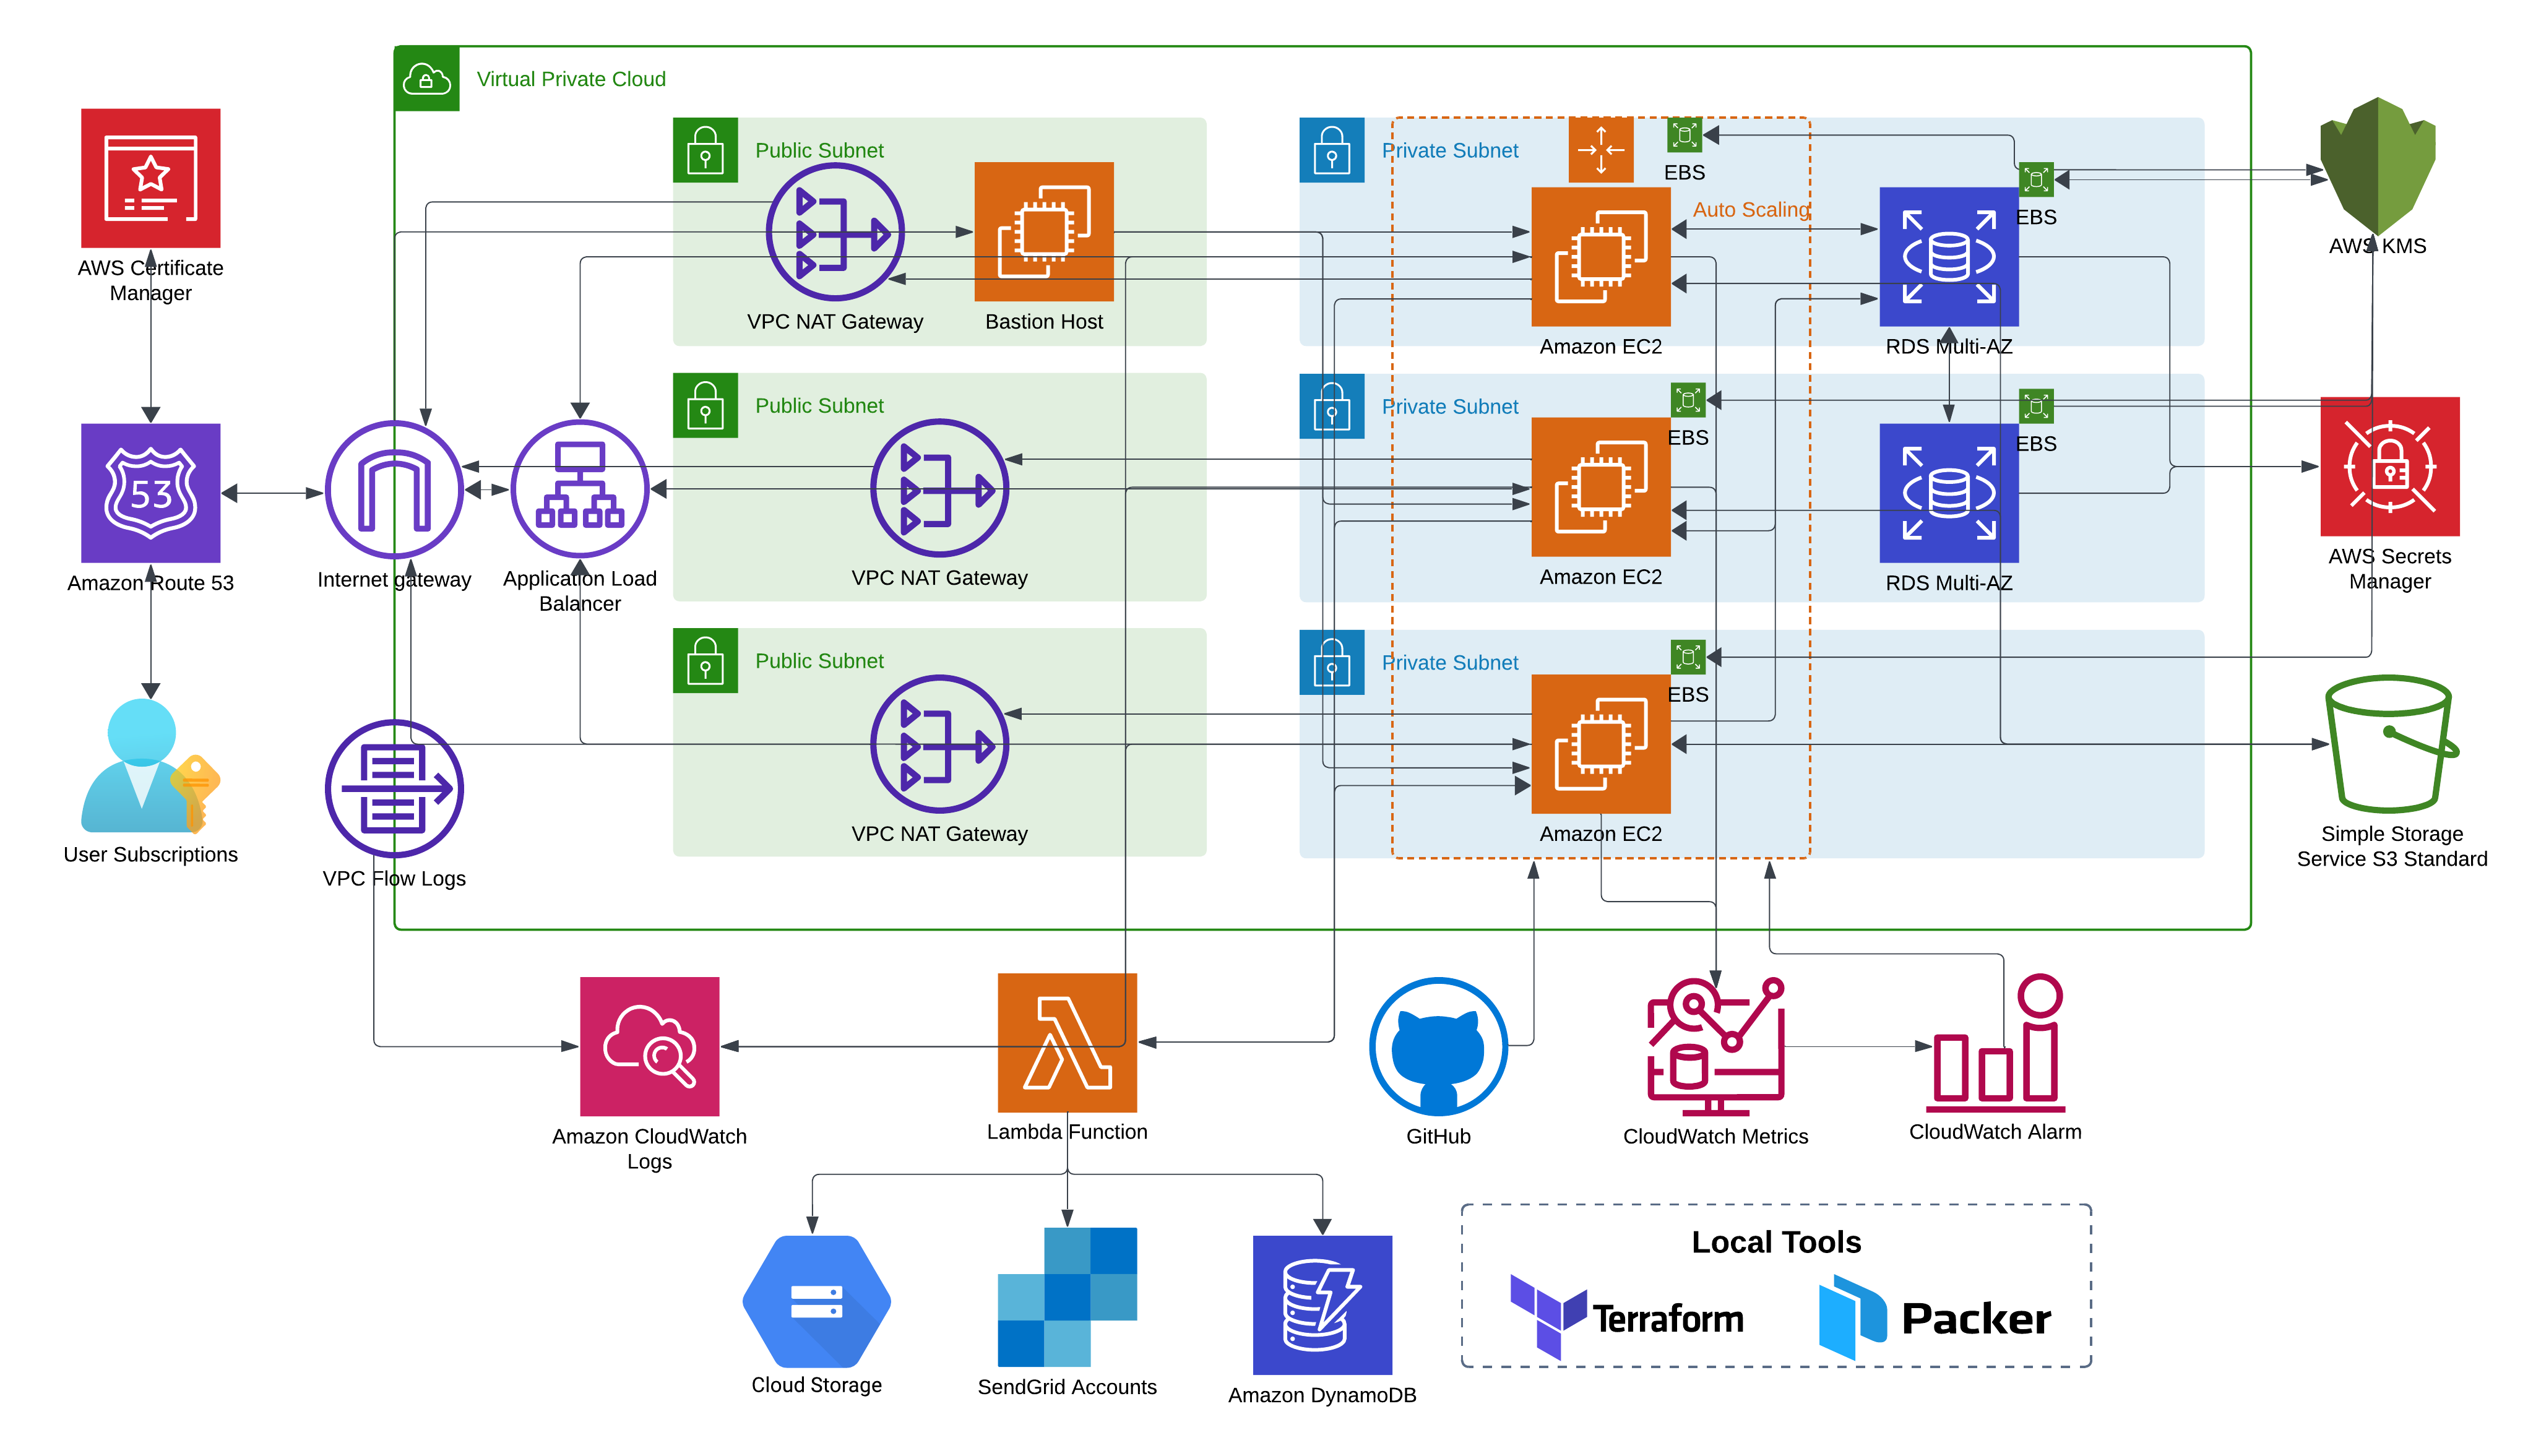 Virtual Private Cloud
AWS Certificate
Manager
Public Subnet
VPC NAT Gateway
Bastion Host
Private Subnet
EBS
Auto Scaling
Amazon EC2
EBS
RDS Multi-AZ
AWS KMS
53
Amazon Route 53
Internet gateway
Application Load
Balancer
Public Subnet
VPC NAT Gateway
Private Subnet
EBS
Amazon EC2
EBS
RDS Multi-AZ
AWS Secrets
Manager
User Subscriptions
VPC Flow Logs
Public Subnet
VPC NAT Gateway
Private Subnet
EBS
Amazon EC2
Simple Storage
Service S3 Standard
Amazon CloudWatch
Logs
Lambda Function
GitHub
CloudWatch Metrics
CloudWatch Alarm
Cloud Storage
SendGrid Accounts
Amazon DynamoDB
Local Tools
Terraform
Packer